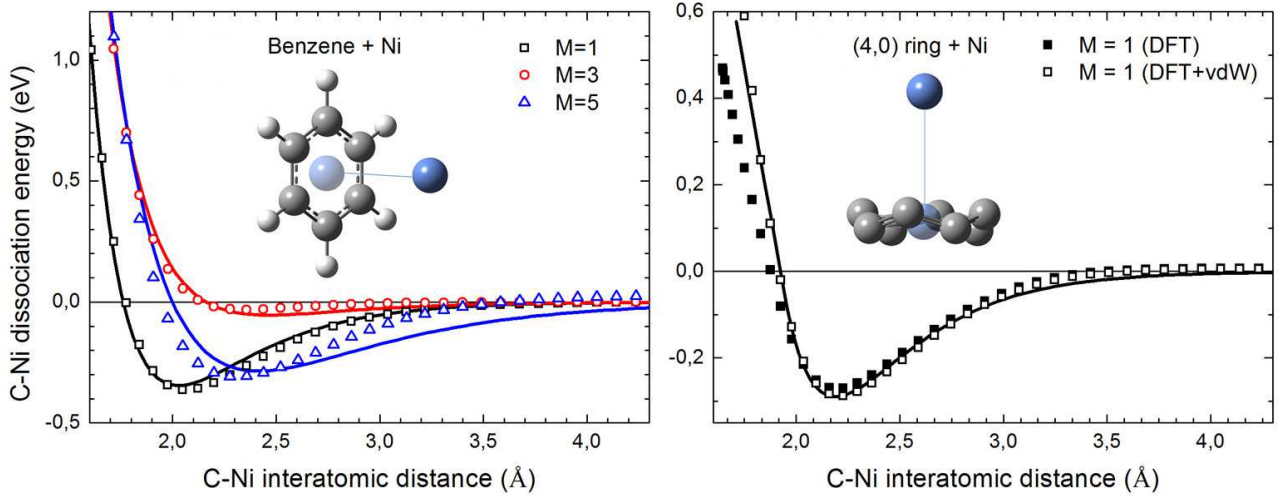 C-Ni dissociation energy (eV)
1,0
0,5
0,0
-0,5
Benzene + Ni
M=1
M=3
M=5
2,0
2,5
3,0
3,5
4,0
C-Ni interatomic distance (Å)
0,6
0,4
0,2
0,0
-0,2
(4,0) ring + Ni
M = 1 (DFT)
M = 1 (DFT+vdW)
2,0
2,5
3,0
3,5
4,0
C-Ni interatomic distance (Å)